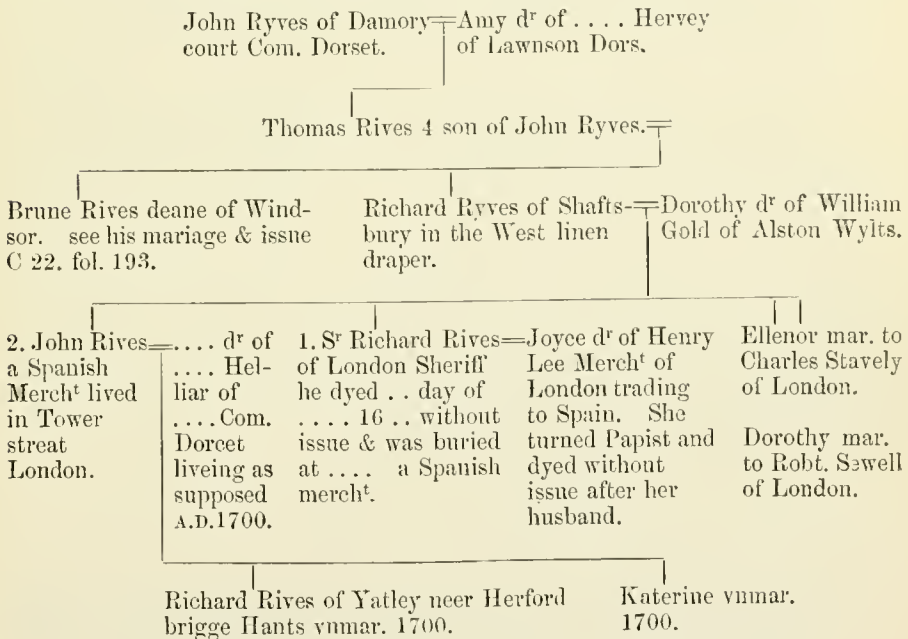 John Ryves of Damory
court Com. Dorset.
Amy dʳ of . . . . Hervey
of Lawnson Dors.
Thomas Rives 4 son of John Ryves.
Brune Rives deane of Wind-
sor. see his mariage & issue
C 22. fol. 193.
Richard Ryves of Shafts-
bury in the West linen
draper.
Dorothy dʳ of William
Gold of Alston Wylts.
2. John Rives
a Spanish
Merchᵗ lived
in Tower
streat
London.
. . . . dʳ of
. . . . Hel-
liar of
. . . . Com.
Dorcet
liveing as
supposed
A.D. 1700.
1. Sʳ Richard Rives
of London Sheriff
he dyed . . day of
. . . . 16 . . without
issue & was buried
at . . . . a Spanish
mercht.
Joyce dʳ of Henry
Lee Merchᵗ of
London trading
to Spain. She
turned Papist and
dyed without
issue after her
husband.
Ellenor mar. to
Charles Stavely
of London.
Dorothy mar.
to Robt. Sewell
of London.
Richard Rives of Yatley neer Herford
brigge Hants vnmar. 1700.
Katerine vnmar.
1700.